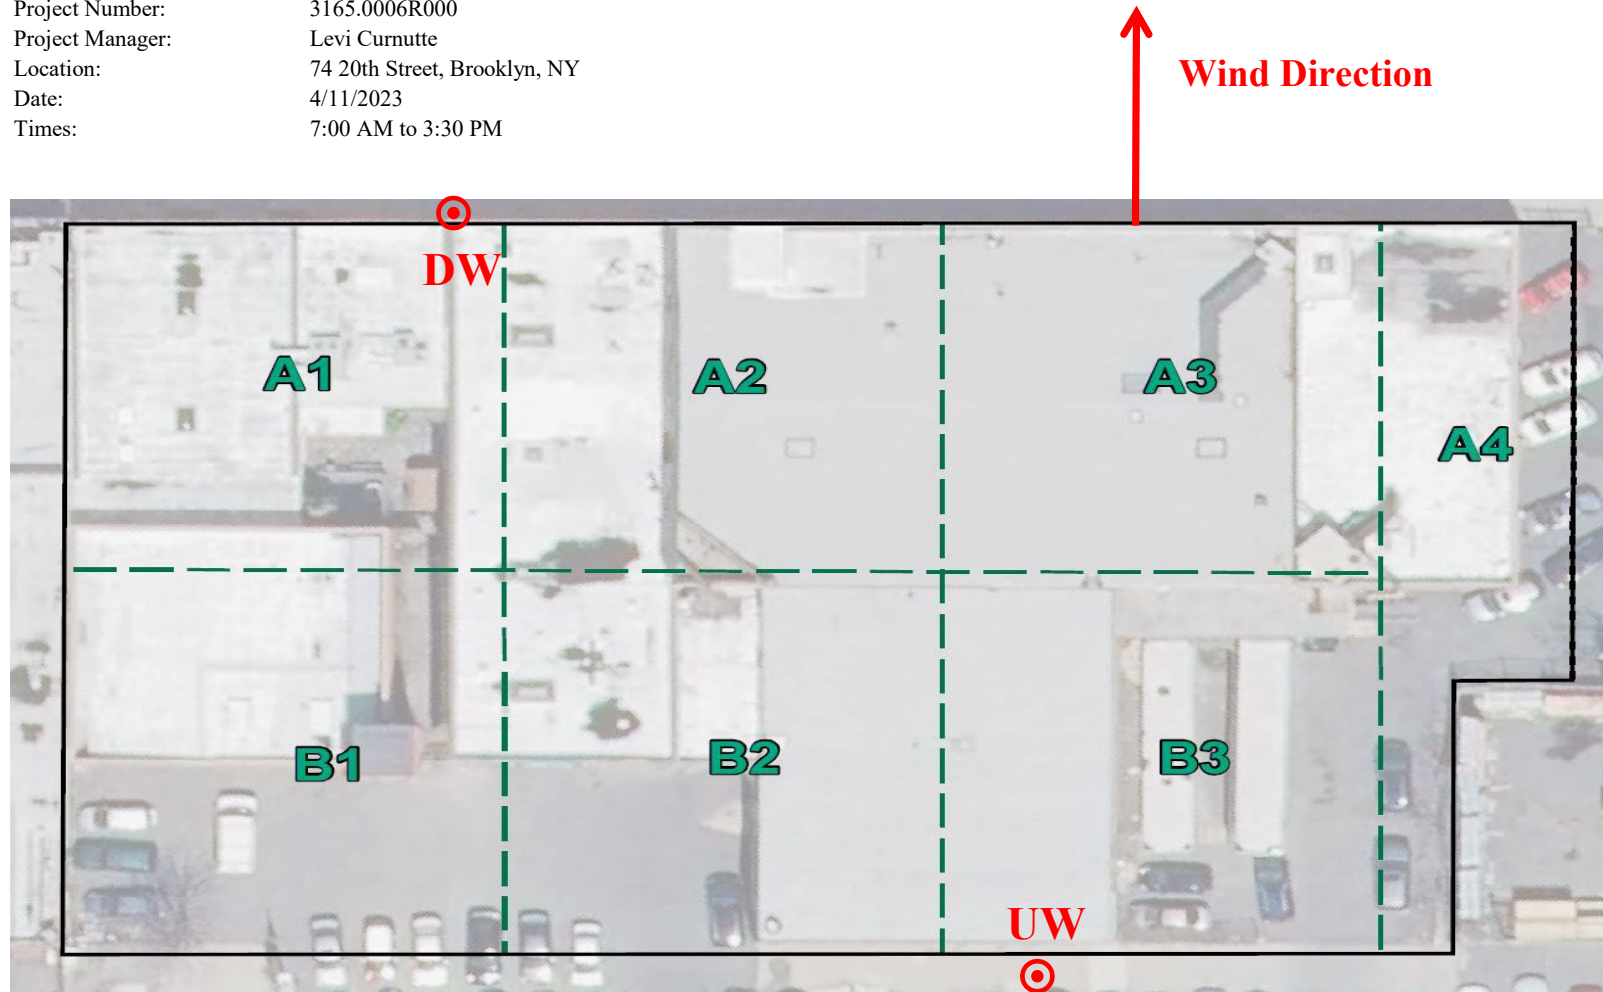 Project Number: 3165.0006R000
Project Manager: Levi Curnutte
Location: 74 20th Street, Brooklyn, NY
Date: 4/11/2023
Times: 7:00 AM to 3:30 PM
Wind Direction
DW
A1
A2
A3
A4
B1
B2
B3
UW